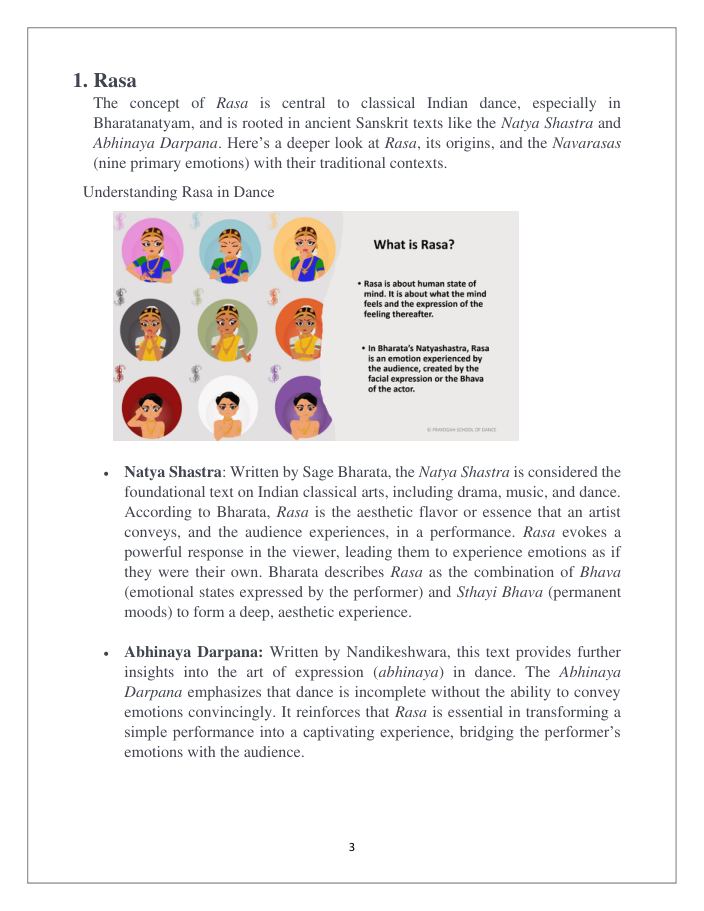 1. Rasa
The concept of Rasa is central to classical Indian dance, especially in
Bharatanatyam, and is rooted in ancient Sanskrit texts like the Natya Shastra and
Abhinaya Darpana. Here’s a deeper look at Rasa, its origins, and the Navarasas
(nine primary emotions) with their traditional contexts.
Understanding Rasa in Dance
What is Rasa?
• Rasa is about human state of
mind. It is about what the mind
feels and the expression of the
feeling thereafter.
• In Bharata’s Natyashastra, Rasa
is an emotion experienced by
the audience, created by the
facial expression or the Bhava
of the actor.
© PRAYOGAH SCHOOL OF DANCE
• Natya Shastra: Written by Sage Bharata, the Natya Shastra is considered the
foundational text on Indian classical arts, including drama, music, and dance.
According to Bharata, Rasa is the aesthetic flavor or essence that an artist
conveys, and the audience experiences, in a performance. Rasa evokes a
powerful response in the viewer, leading them to experience emotions as if
they were their own. Bharata describes Rasa as the combination of Bhava
(emotional states expressed by the performer) and Sthayi Bhava (permanent
moods) to form a deep, aesthetic experience.
• Abhinaya Darpana: Written by Nandikeshwara, this text provides further
insights into the art of expression (abhinaya) in dance. The Abhinaya
Darpana emphasizes that dance is incomplete without the ability to convey
emotions convincingly. It reinforces that Rasa is essential in transforming a
simple performance into a captivating experience, bridging the performer’s
emotions with the audience.
3